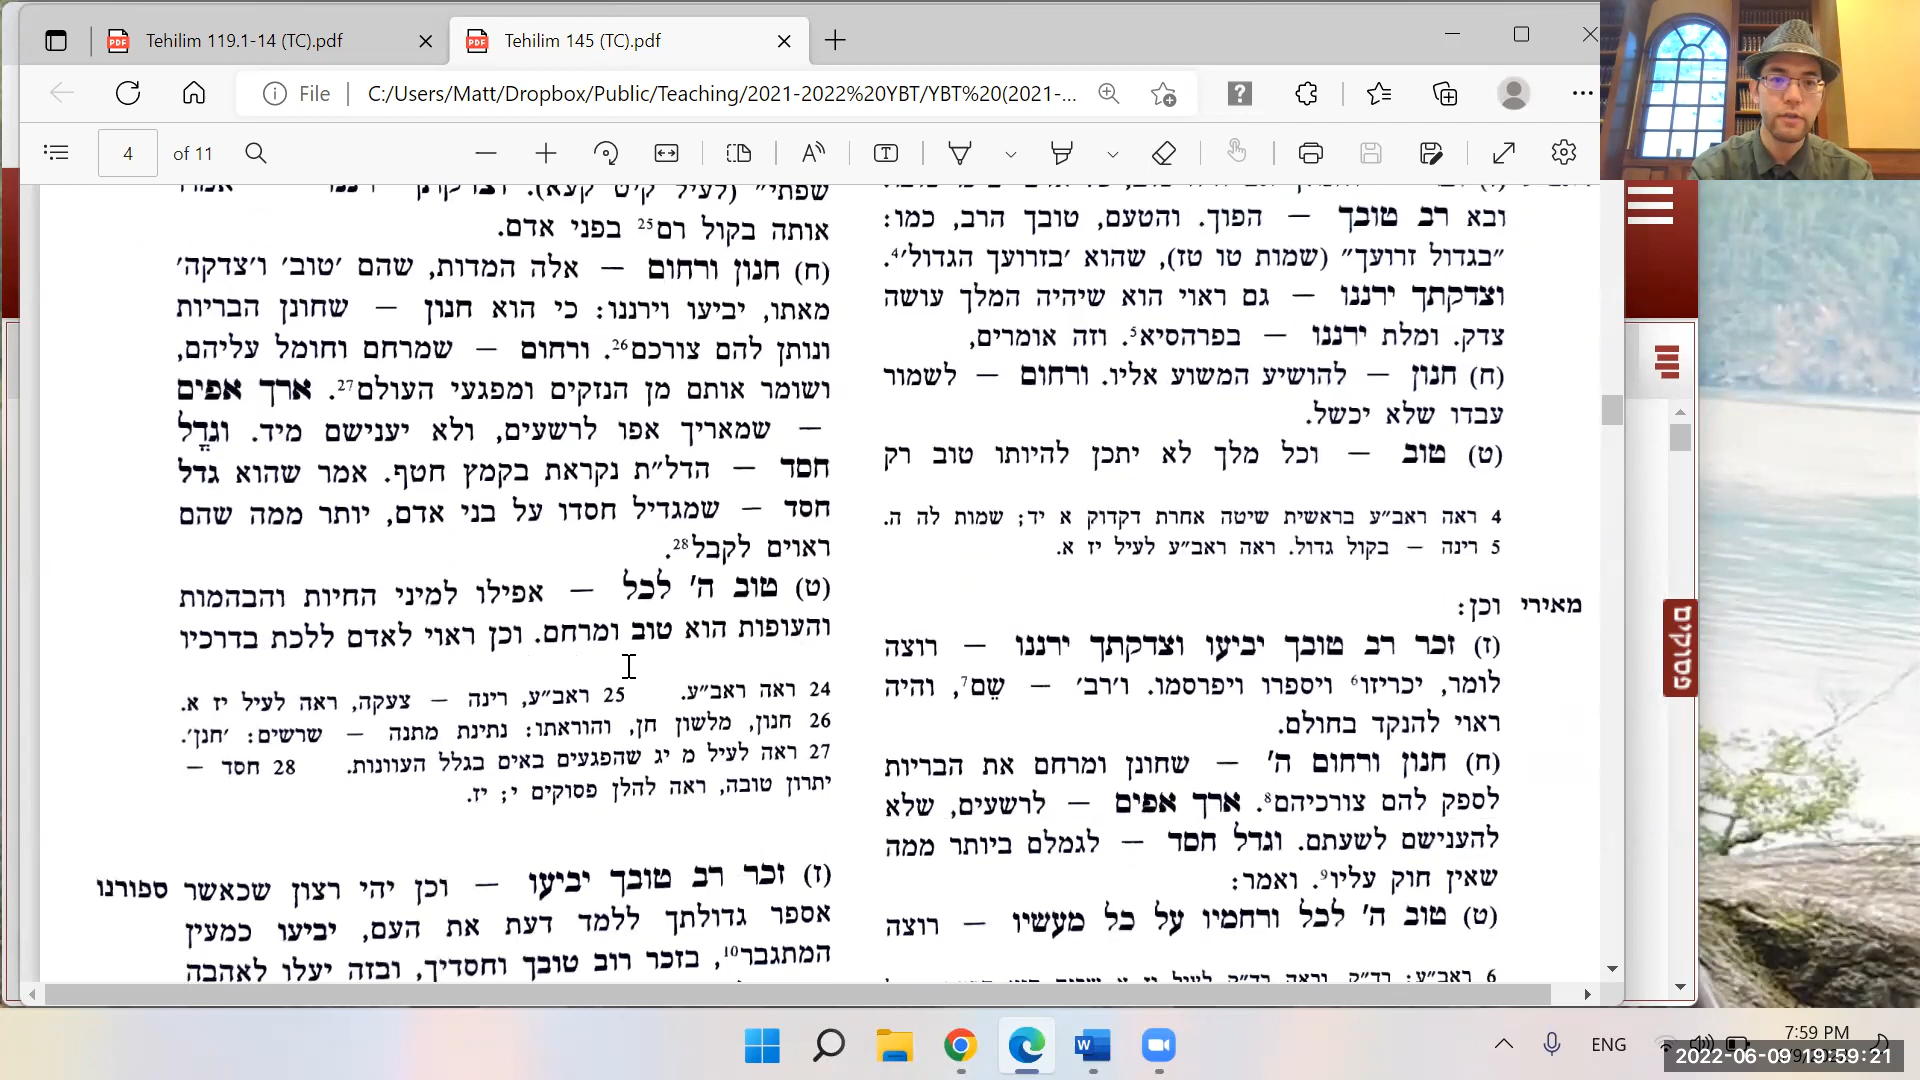 Tehilim 119.1-14 (TC).pdf
Tehilim 145 (TC).pdf
File
C:/Users/Matt/Dropbox/Public/Teaching/2021-2022%20YBT/YBT%20(2021-...
4 of 11
ובא רב טובך – הפוך. והטעם, טובך הרב, כמו:
״בגדול זרועך״ (שמות טו טז), שהוא ׳בזרועך הגדול׳4.
וצדקתך ירננו – גם ראוי הוא שיהיה המלך עושה
צדק. ומלת ירננו – בפרהסיא5. וזה אומרים,
(ח) חנון – להושיע המשוע אליו. ורחום – לשמור
עבדו שלא יכשל.
(ט) טוב – וכל מלך לא יתכן להיותו טוב רק
4 ראה ראב״ע בראשית שיטה אחרת דקדוק א יד; שמות לה ה.
5 רינה – בקול גדול. ראה ראב״ע לעיל יז א.
מאירי וכן:
(ז) זכר רב טובך יביעו וצדקתך ירננו – רוצה
לומר, יכריזו6 ויספרו ויפרסמו. ו׳רב׳ – שֵם7, והיה
ראוי להנקד בחולם.
(ח) חנון ורחום ה׳ – שחונן ומרחם את הבריות
לספק להם צורכיהם8. ארך אפים – לרשעים, שלא
להענישם לשעתם. וגדל חסד – לגמלם ביותר ממה
שאין חוק עליו9. ואמר:
(ט) טוב ה׳ לכל ורחמיו על כל מעשיו – רוצה
שפתי״ (לעיל קיט קעא).
אותה בקול רם25 בפני אדם.
(ח) חנון ורחום – אלה המדות, שהם ׳טוב׳ ו׳צדקה׳
מאתו, יביעו וירננו: כי הוא חנון – שחונן הבריות
ונותן להם צורכם26. ורחום – שמרחם וחומל עליהם,
ושומר אותם מן הנזקים ומפגעי העולם27. ארך אפים
– שמאריך אפו לרשעים, ולא יענישם מיד. וגְדָל
חסד – הדל״ת נקראת בקמץ חטף. אמר שהוא גדל
חסד – שמגדיל חסדו על בני אדם, יותר ממה שהם
ראוים לקבל28.
(ט) טוב ה׳ לכל – אפילו למיני החיות והבהמות
והעופות הוא טוב ומרחם. וכן ראוי לאדם ללכת בדרכיו
24 ראה ראב״ע. 25 ראב״ע, רינה – צעקה, ראה לעיל יז א.
26 חנון, מלשון חן, והוראתו: נתינת מתנה – שרשים: ׳חנן׳.
27 ראה לעיל מ יג שהפגעים באים בגלל העוונות. 28 חסד –
יתרון טובה, ראה להלן פסוקים י; יז.
(ז) זכר רב טובך יביעו – וכן יהי רצון שכאשר ספורנו
אספר גדולתך ללמד דעת את העם, יביעו כמעין
המתגבר10, בזכר רוב טובך וחסדיך, ובזה יעלו לאהבה
פסוקים
ENG
7:59 PM
2022-06-09 19:59:21